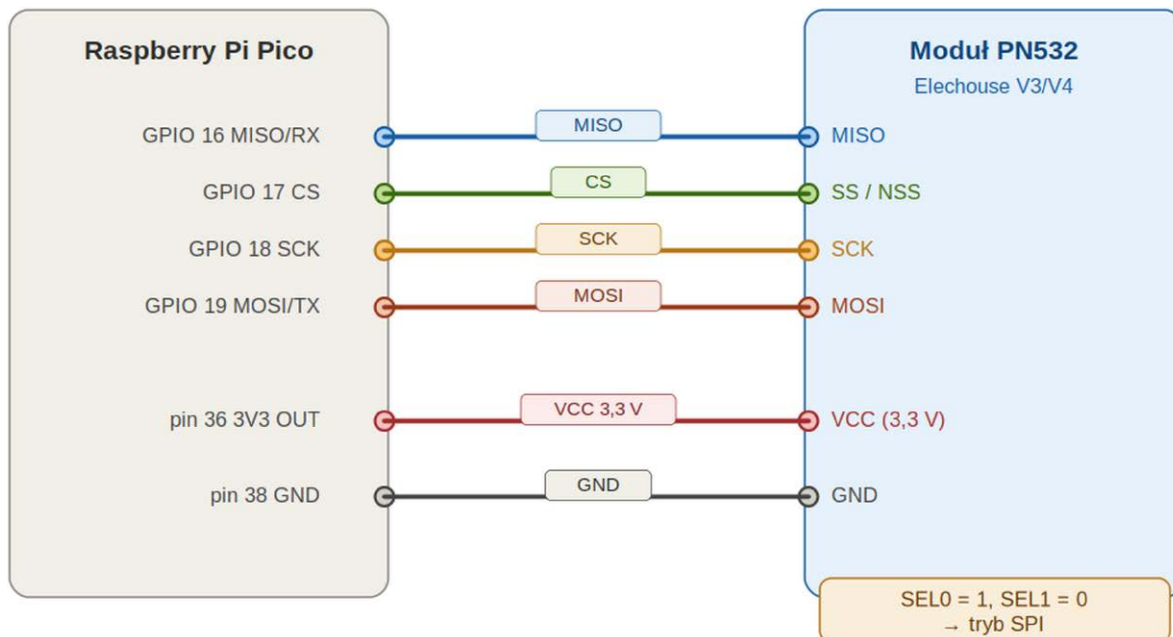 Raspberry Pi Pico
Moduł PN532
Elechouse V3/V4
GPIO 16 MISO/RX
MISO
MISO
GPIO 17 CS
CS
SS / NSS
GPIO 18 SCK
SCK
SCK
GPIO 19 MOSI/TX
MOSI
MOSI
pin 36 3V3 OUT
VCC 3,3 V
VCC (3,3 V)
pin 38 GND
GND
GND
SEL0 = 1, SEL1 = 0
→ tryb SPI